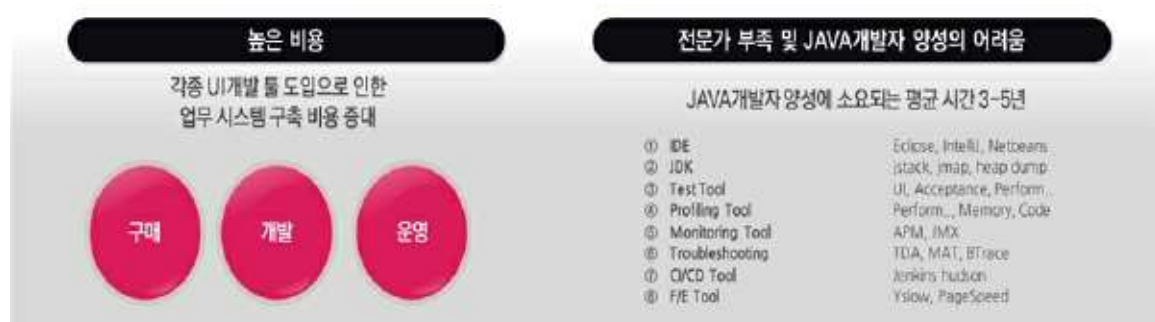 높은 비용
각종 UI개발 툴 도입으로 인한
업무 시스템 구축 비용 증대
구매
개발
운영
전문가 부족 및 JAVA개발자 양성의 어려움
JAVA개발자 양성에 소요되는 평균 시간 3-5년
① IDE Eclipse, IntelliJ, Netbeans
② JDK jstack, jmap, heap dump
③ Test Tool UI, Acceptance, Perform...
④ Profiling Tool Perform..., Memory, Code
⑤ Monitoring Tool APM, JMX
⑥ Troubleshooting TDA, MAT, BTrace
⑦ CI/CD Tool Jenkins hudson
⑧ F/E Tool Yslow, PageSpeed